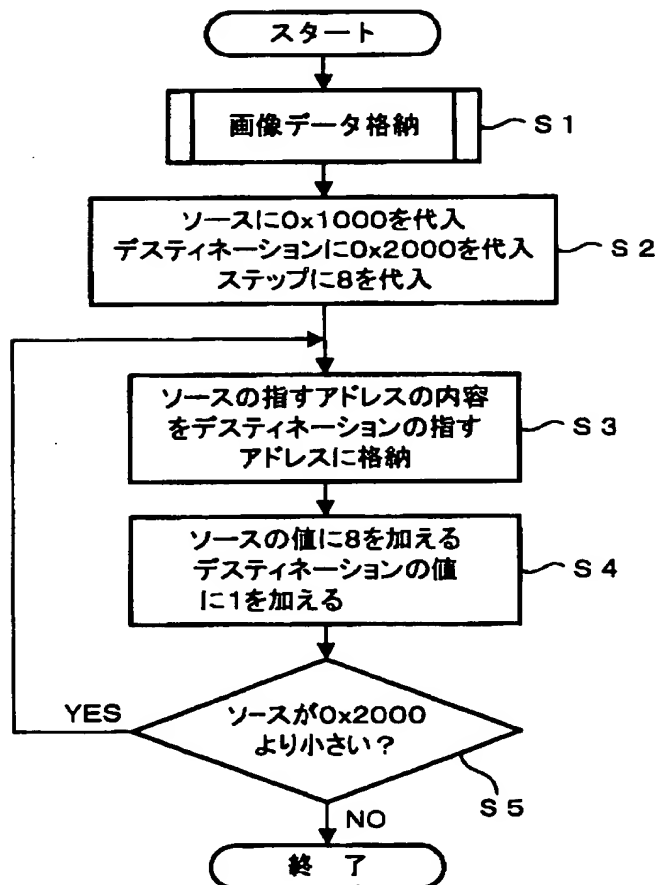 スタート
画像データ格納
S1
ソースに0x1000を代入
デスティネーションに0x2000を代入
ステップに8を代入
S2
ソースの指すアドレスの内容
をデスティネーションの指す
アドレスに格納
S3
ソースの値に8を加える
デスティネーションの値
に1を加える
S4
YES
ソースが0x2000
より小さい?
S5
NO
終 了